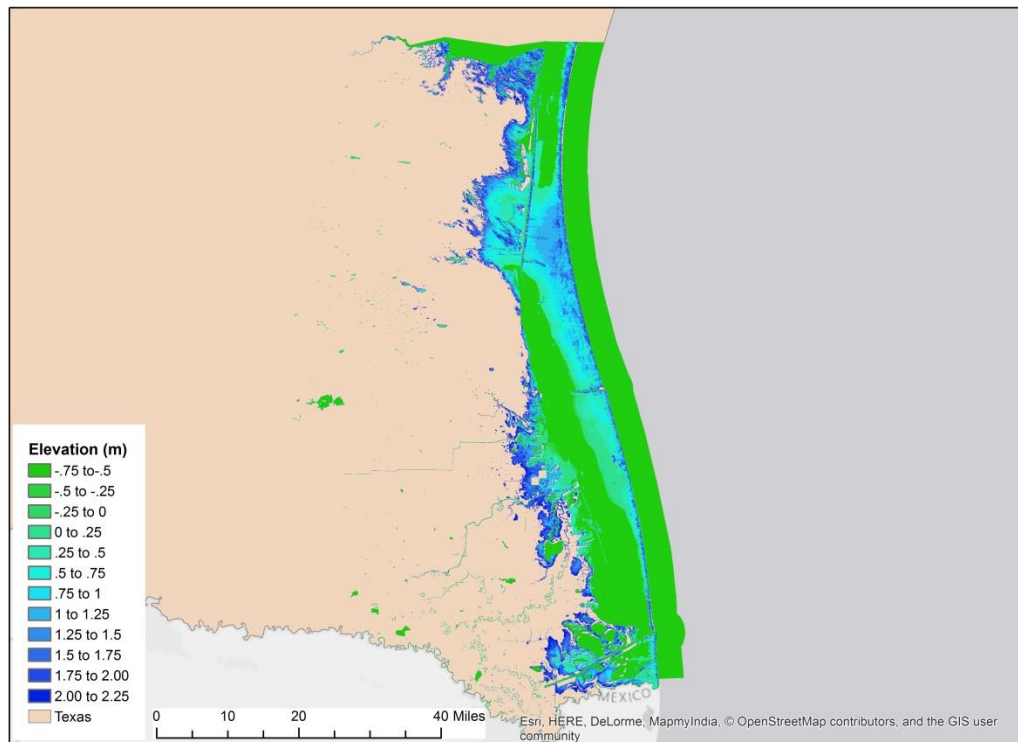 Elevation (m)
-.75 to-.5
-.5 to -.25
-.25 to 0
0 to .25
.25 to .5
.5 to .75
.75 to 1
1 to 1.25
1.25 to 1.5
1.5 to 1.75
1.75 to 2.00
2.00 to 2.25
Texas
0 10 20 40 Miles
MEXICO
Esri, HERE, DeLorme, MapmyIndia, © OpenStreetMap contributors, and the GIS user
community